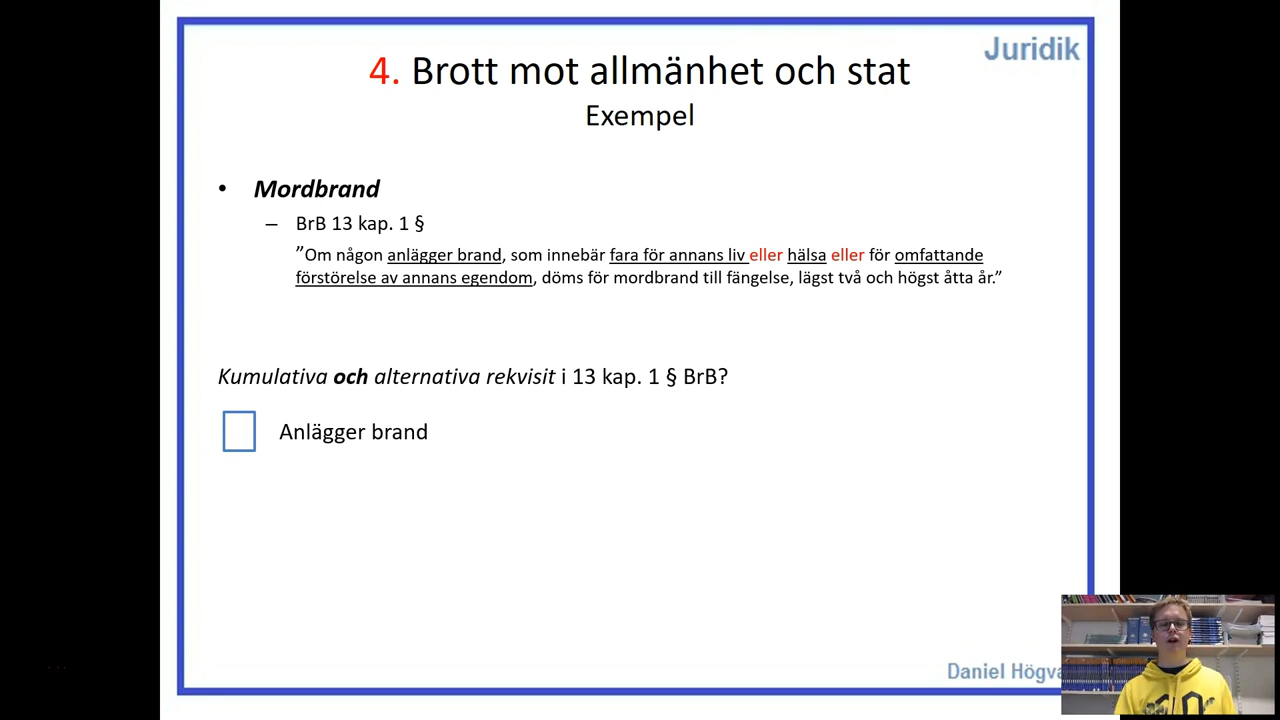 Juridik
4. Brott mot allmänhet och stat
Exempel
• Mordbrand
– BrB 13 kap. 1 §
”Om någon anlägger brand, som innebär fara för annans liv eller hälsa eller för omfattande
förstörelse av annans egendom, döms för mordbrand till fängelse, lägst två och högst åtta år.”
Kumulativa och alternativa rekvisit i 13 kap. 1 § BrB?
Anlägger brand
Daniel